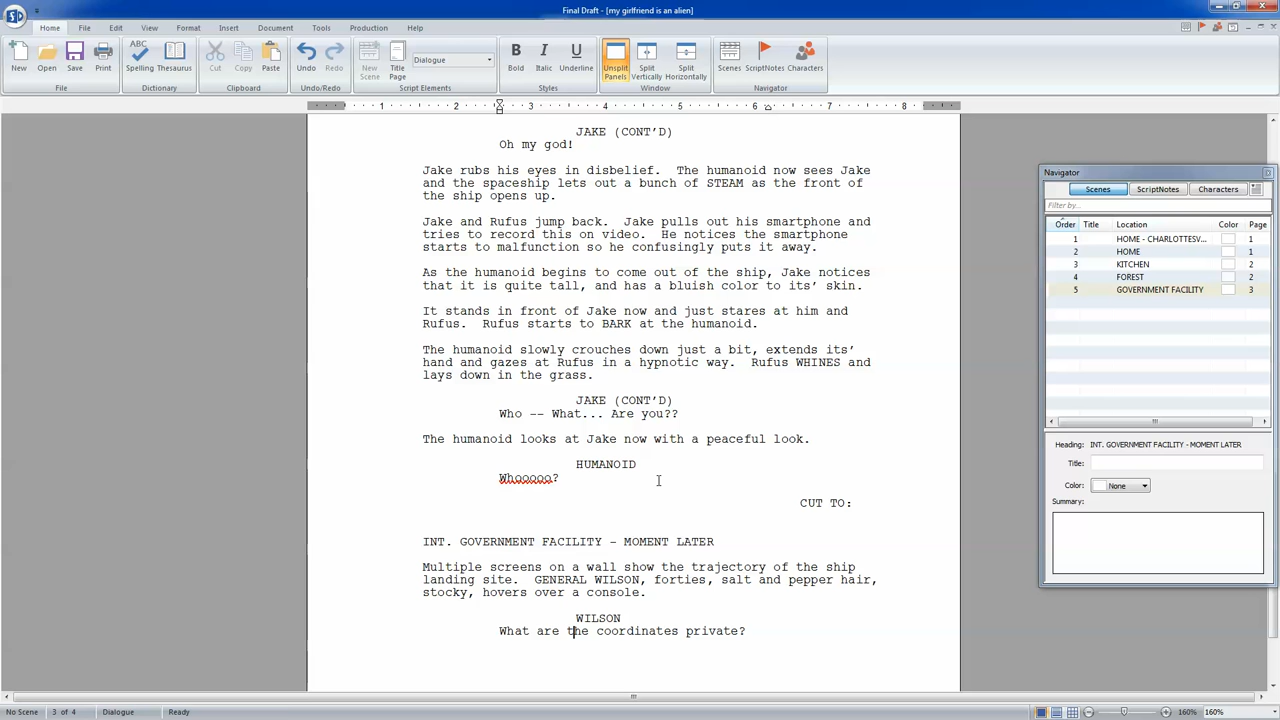 Final Draft - [my girlfriend is an alien]
Home File Edit View Format Insert Document Tools Production Help
New Open Save Print
File
ABC Spelling Thesaurus
Dictionary
Cut Copy Paste
Clipboard
Undo Redo
Undo/Redo
New Scene Title Page Dialogue
Script Elements
B Bold I Italic U Underline
Styles
Unsplit Panels Split Vertically Split Horizontally
Window
Scenes ScriptNotes Characters
Navigator
1 2 3 4 5 6 7 8
JAKE (CONT’D)
Oh my god!
Jake rubs his eyes in disbelief. The humanoid now sees Jake
and the spaceship lets out a bunch of STEAM as the front of
the ship opens up.
Jake and Rufus jump back. Jake pulls out his smartphone and
tries to record this on video. He notices the smartphone
starts to malfunction so he confusingly puts it away.
As the humanoid begins to come out of the ship, Jake notices
that it is quite tall, and has a bluish color to its’ skin.
It stands in front of Jake now and just stares at him and
Rufus. Rufus starts to BARK at the humanoid.
The humanoid slowly crouches down just a bit, extends its’
hand and gazes at Rufus in a hypnotic way. Rufus WHINES and
lays down in the grass.
JAKE (CONT’D)
Who -- What... Are you??
The humanoid looks at Jake now with a peaceful look.
HUMANOID
Whooooo?
CUT TO:
INT. GOVERNMENT FACILITY - MOMENT LATER
Multiple screens on a wall show the trajectory of the ship
landing site. GENERAL WILSON, forties, salt and pepper hair,
stocky, hovers over a console.
WILSON
What are the coordinates private?
Navigator
Scenes ScriptNotes Characters
Filter by...
Order Title Location Color Page
1 HOME - CHARLOTTESV... 1
2 HOME 1
3 KITCHEN 2
4 FOREST 2
5 GOVERNMENT FACILITY 3
Heading: INT. GOVERNMENT FACILITY - MOMENT LATER
Title:
Color: None
Summary:
No Scene 3 of 4 Dialogue Ready 160% 160%